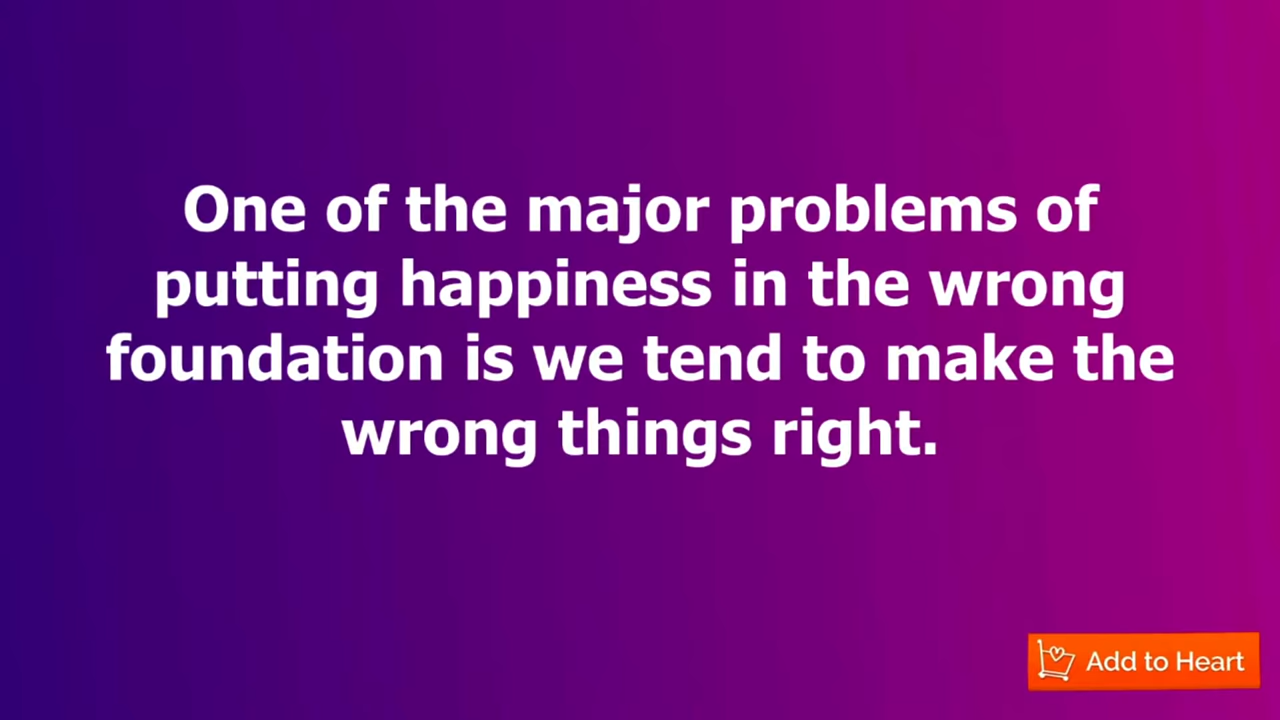 One of the major problems of
putting happiness in the wrong
foundation is we tend to make the
wrong things right.
Add to Heart